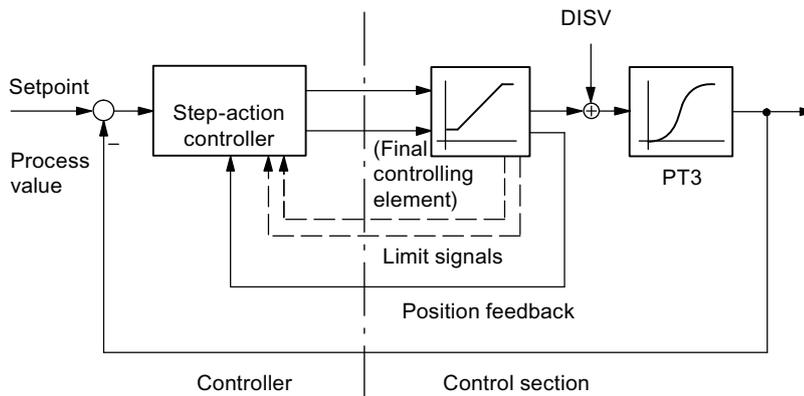 DISV
Setpoint
Step-action
controller
(Final
controlling
element)
Process
value
PT3
Limit signals
Position feedback
Controller
Control section